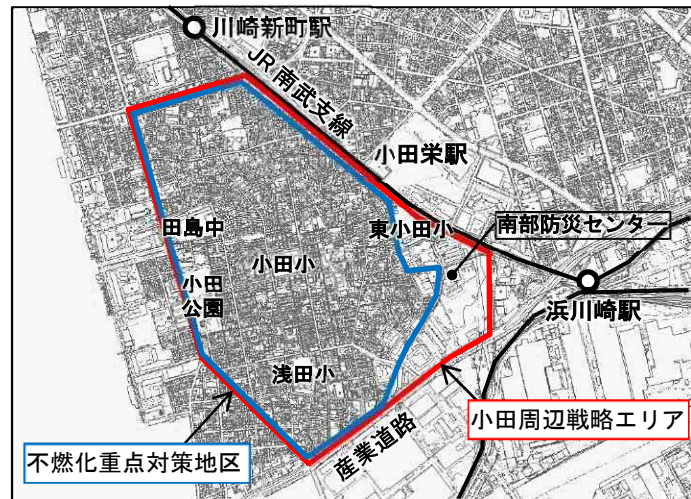 川崎新町駅
JR南武支線
小田栄駅
田島中
東小田小
南部防災センター
小田小
小田
公園
浜川崎駅
浅田小
小田周辺戦略エリア
産業道路
不燃化重点対策地区